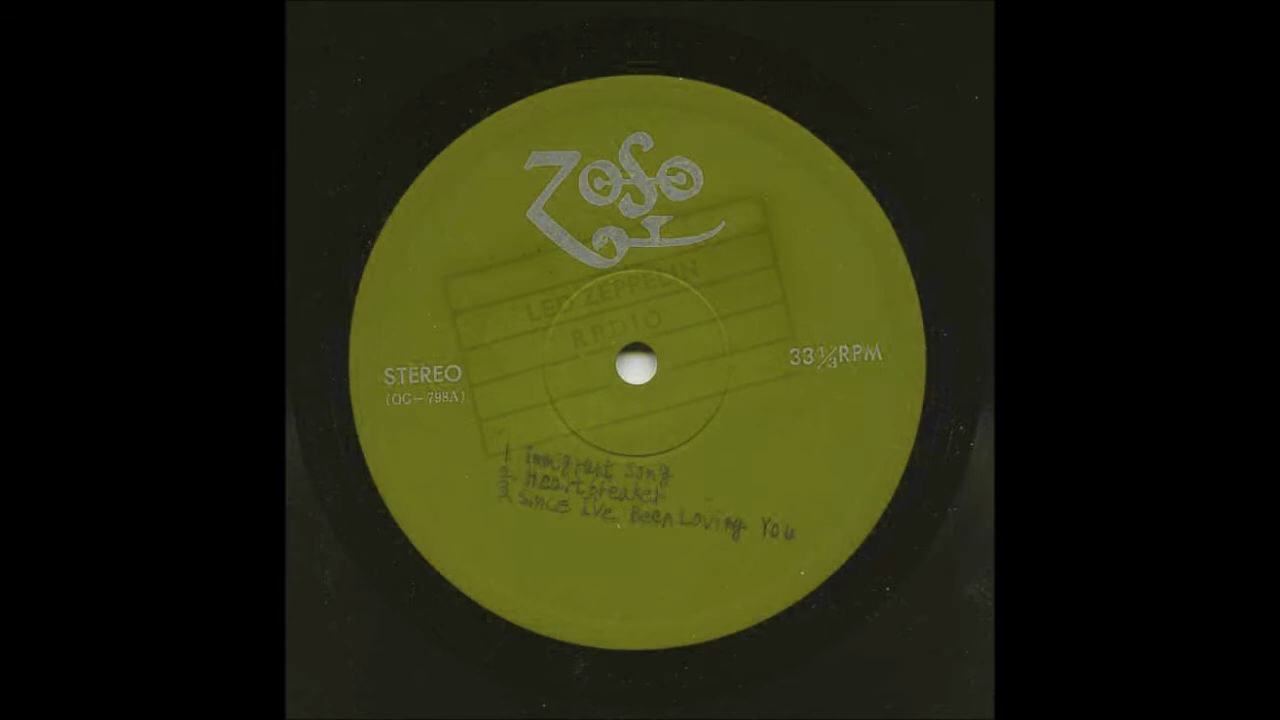 ZoSo
LED ZEPPELIN
RADIO
STEREO
33⅓RPM
(OG-798A)
1 Immigrant Song
2 Heartbreaker
3 Since I've Been Loving You